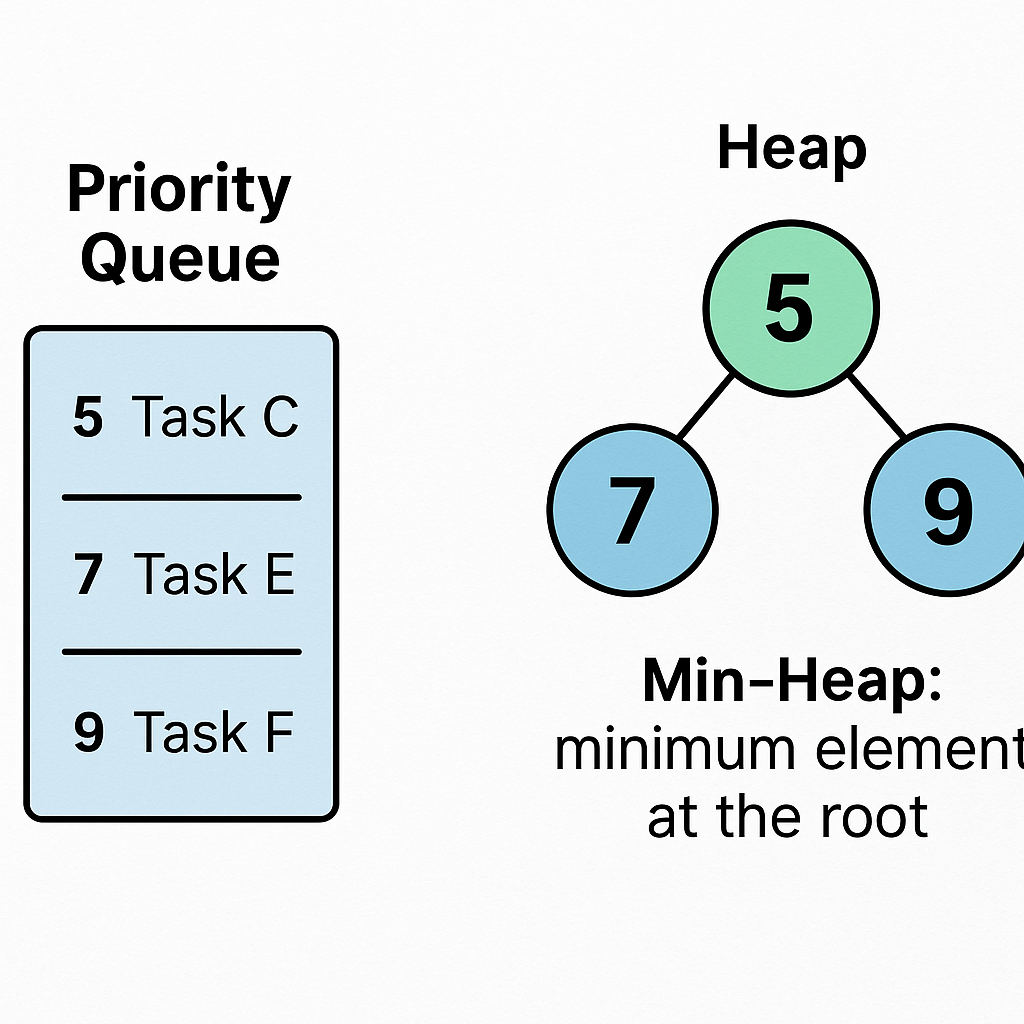 Priority
Queue
5 Task C
7 Task E
9 Task F
Heap
5
7 9
Min-Heap:
minimum element
at the root